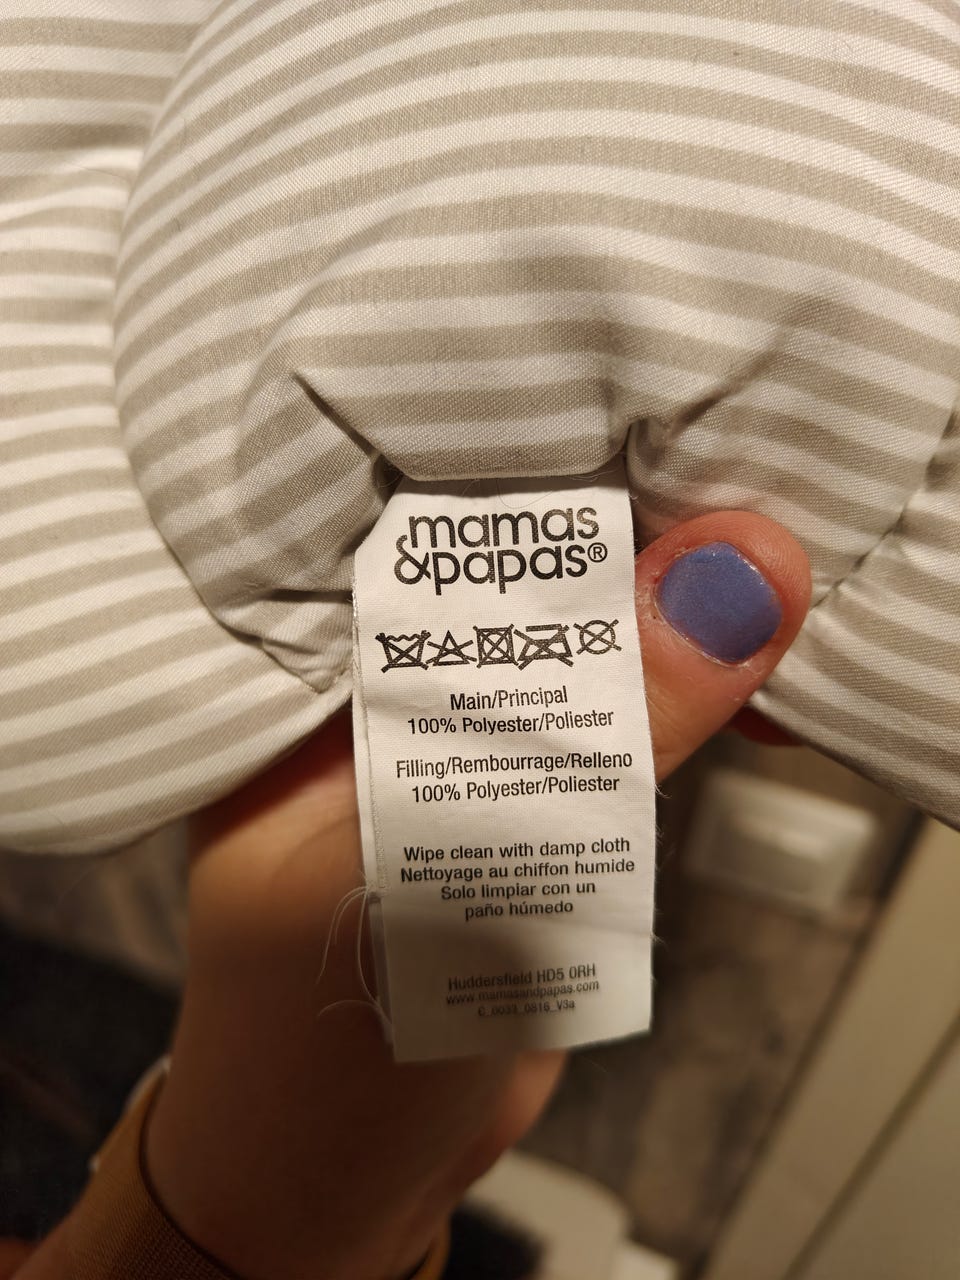 mamas
&papas®
Main/Principal
100% Polyester/Poliester
Filling/Rembourrage/Relleno
100% Polyester/Poliester
Wipe clean with damp cloth
Nettoyage au chiffon humide
Solo limpiar con un
paño húmedo
Huddersfield HD5 0RH
www.mamasandpapas.com
C_0033_0816_V3a